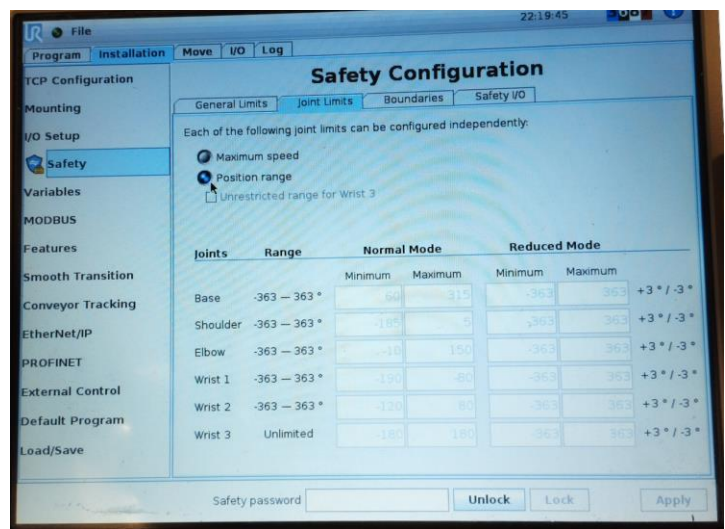 UR File 22:19:45
Program Installation Move I/O Log
Safety Configuration
TCP Configuration
Mounting
I/O Setup
Safety
Variables
MODBUS
Features
Smooth Transition
Conveyor Tracking
EtherNet/IP
PROFINET
External Control
Default Program
Load/Save
General Limits Joint Limits Boundaries Safety I/O
Each of the following joint limits can be configured independently:
Maximum speed
Position range
Unrestricted range for Wrist 3
Joints Range Normal Mode Reduced Mode
Minimum Maximum Minimum Maximum
Base -363 — 363 ° 60 315 -363 363 +3 ° / -3 °
Shoulder -363 — 363 ° -185 5 -363 363 +3 ° / -3 °
Elbow -363 — 363 ° -10 150 -363 363 +3 ° / -3 °
Wrist 1 -363 — 363 ° -190 -80 -363 363 +3 ° / -3 °
Wrist 2 -363 — 363 ° -120 80 -363 363 +3 ° / -3 °
Wrist 3 Unlimited -180 180 -363 363 +3 ° / -3 °
Safety password Unlock Lock Apply